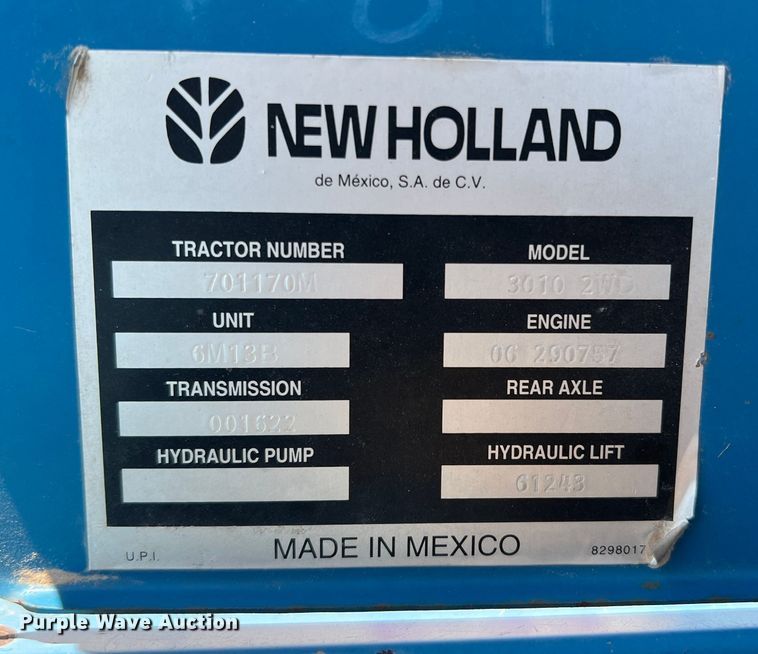 NEW HOLLAND
de México, S.A. de C.V.
TRACTOR NUMBER MODEL
701170M 3010 2WD
UNIT ENGINE
6M13B 06 290757
TRANSMISSION REAR AXLE
001622
HYDRAULIC PUMP HYDRAULIC LIFT
61243
U.P.I. MADE IN MEXICO 8298017
Purple Wave Auction